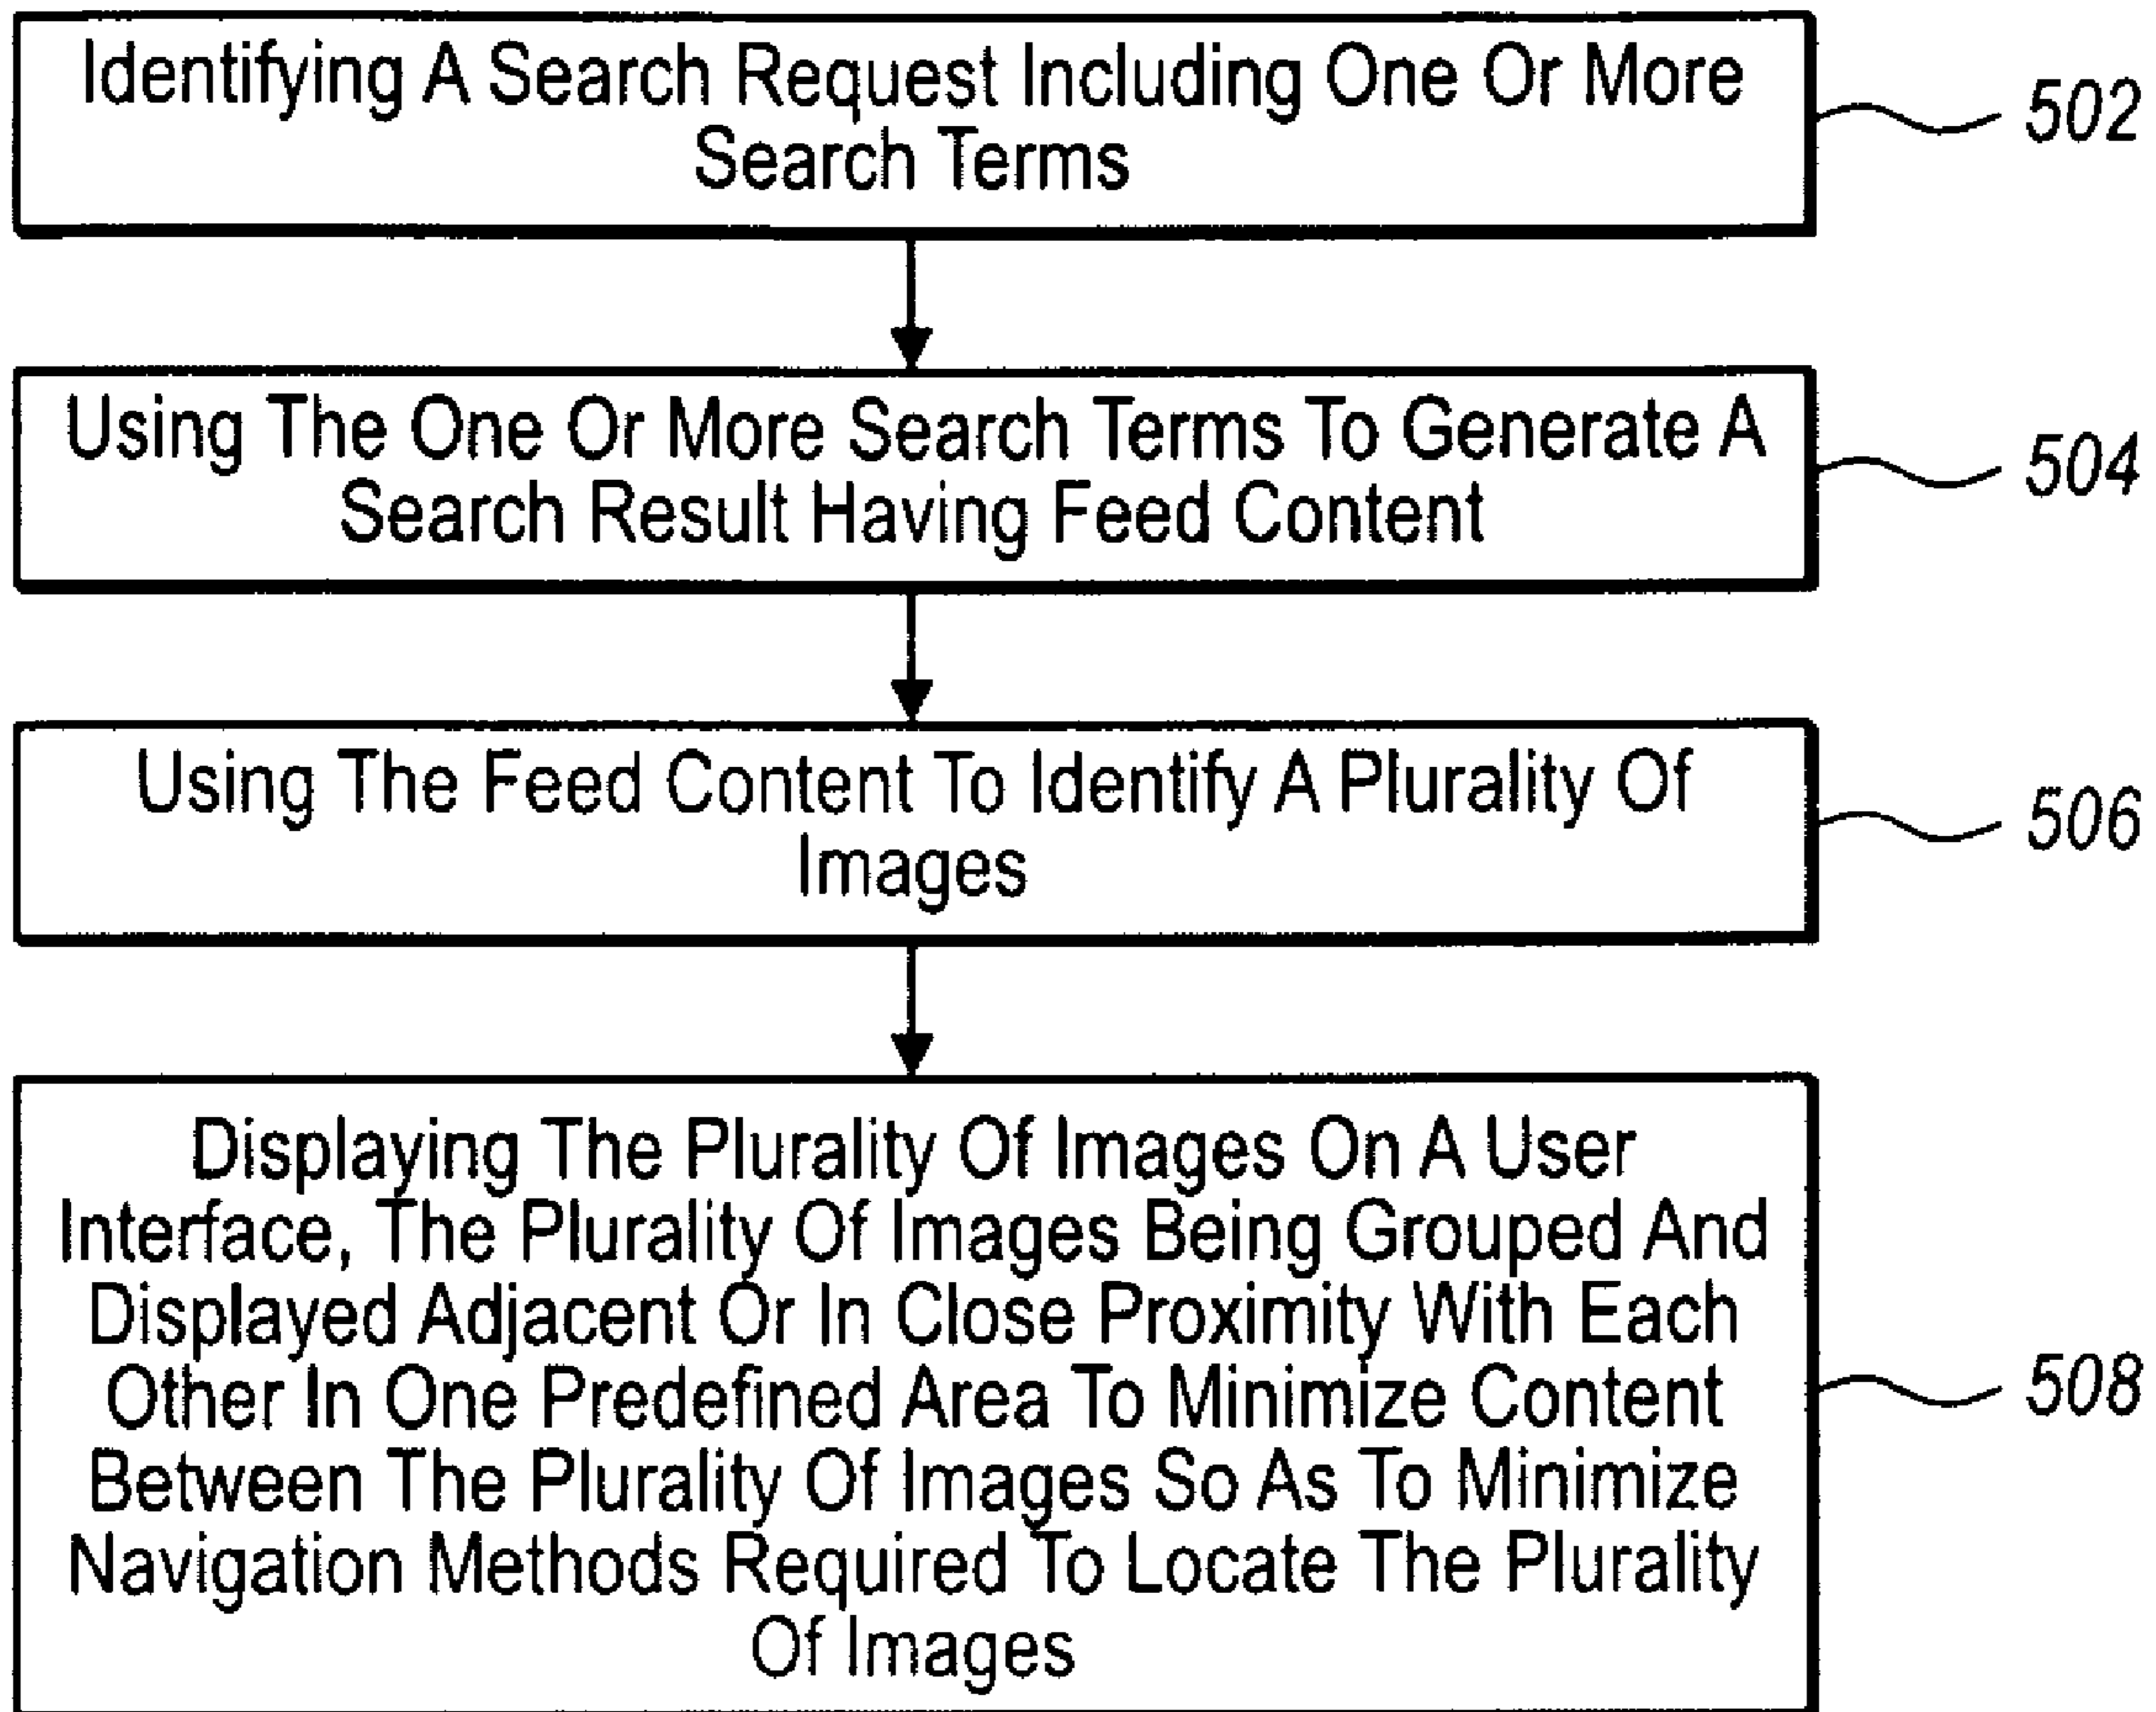 Identifying A Search Request Including One Or More
Search Terms
502
Using The One Or More Search Terms To Generate A
Search Result Having Feed Content
504
Using The Feed Content To Identify A Plurality Of
Images
506
Displaying The Plurality Of Images On A User
Interface, The Plurality Of Images Being Grouped And
Displayed Adjacent Or In Close Proximity With Each
Other In One Predefined Area To Minimize Content
Between The Plurality Of Images So As To Minimize
Navigation Methods Required To Locate The Plurality
Of Images
508